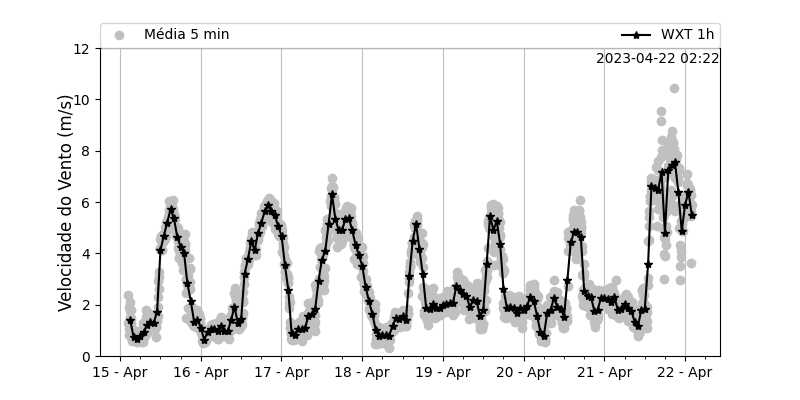 Média 5 min
WXT 1h
2023-04-22 02:22
Velocidade do Vento (m/s)
12
10
8
6
4
2
0
15 - Apr
16 - Apr
17 - Apr
18 - Apr
19 - Apr
20 - Apr
21 - Apr
22 - Apr